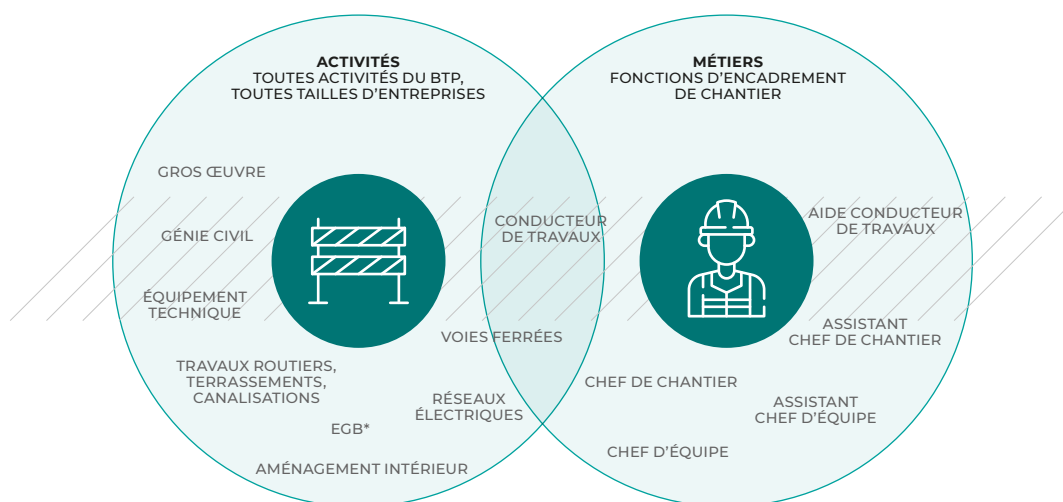 ACTIVITÉS
TOUTES ACTIVITÉS DU BTP,
TOUTES TAILLES D’ENTREPRISES
GROS ŒUVRE
GÉNIE CIVIL
ÉQUIPEMENT
TECHNIQUE
TRAVAUX ROUTIERS,
TERRASSEMENTS,
CANALISATIONS
EGB*
AMÉNAGEMENT INTÉRIEUR
RÉSEAUX
ÉLECTRIQUES
VOIES FERRÉES
CONDUCTEUR
DE TRAVAUX
MÉTIERS
FONCTIONS D’ENCADREMENT
DE CHANTIER
AIDE CONDUCTEUR
DE TRAVAUX
ASSISTANT
CHEF DE CHANTIER
CHEF DE CHANTIER
ASSISTANT
CHEF D’ÉQUIPE
CHEF D’ÉQUIPE